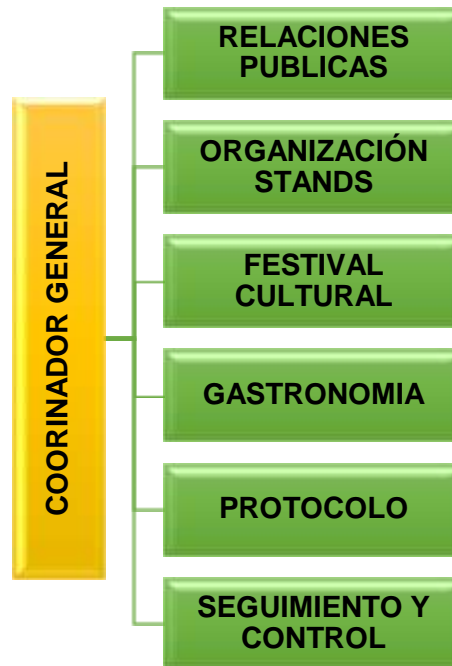 COORINADOR GENERAL
RELACIONES
PUBLICAS
ORGANIZACIÓN
STANDS
FESTIVAL
CULTURAL
GASTRONOMIA
PROTOCOLO
SEGUIMIENTO Y
CONTROL